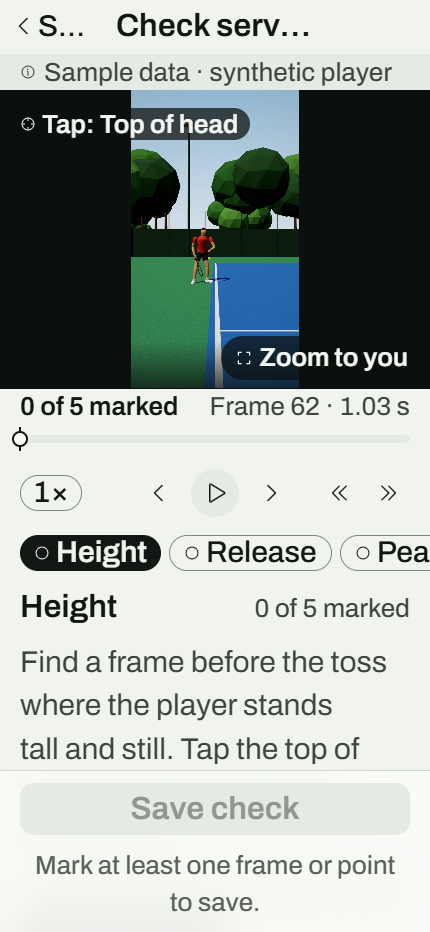 S... Check serv...
Sample data · synthetic player
Tap: Top of head
Zoom to you
0 of 5 marked Frame 62 · 1.03 s
1×
Height Release Pea
Height 0 of 5 marked
Find a frame before the toss
where the player stands
tall and still. Tap the top of
Save check
Mark at least one frame or point
to save.